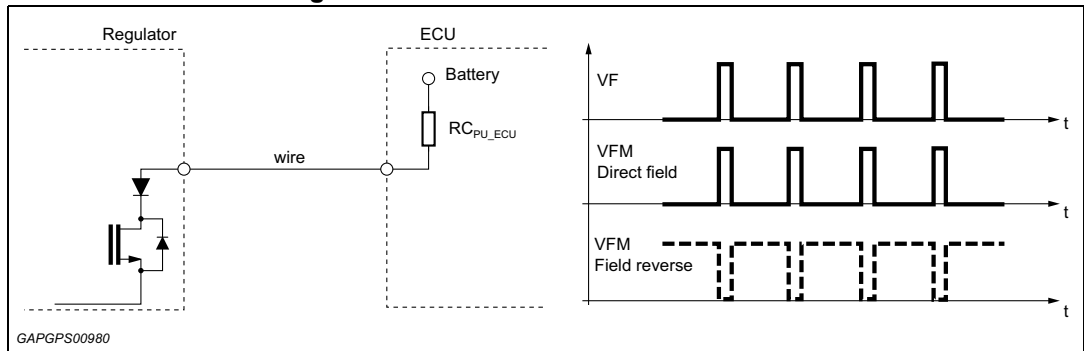 Regulator
ECU
Battery
RC_PU_ECU
wire
GAPGPS00980
VF
t
VFM
Direct field
t
VFM
Field reverse
t